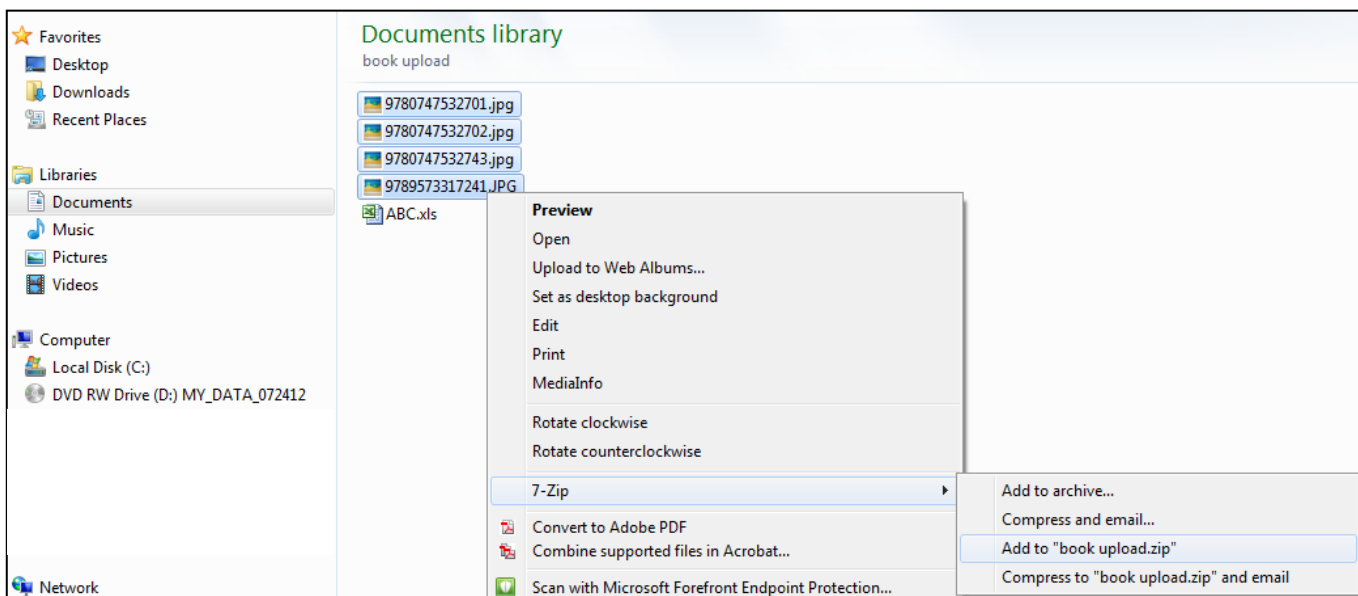 Favorites
Desktop
Downloads
Recent Places
Libraries
Documents
Music
Pictures
Videos
Computer
Local Disk (C:)
DVD RW Drive (D:) MY_DATA_072412
Network
Documents library
book upload
9780747532701.jpg
9780747532702.jpg
9780747532743.jpg
9789573317241.JPG
ABC.xls
Preview
Open
Upload to Web Albums...
Set as desktop background
Edit
Print
MediaInfo
Rotate clockwise
Rotate counterclockwise
7-Zip
Convert to Adobe PDF
Combine supported files in Acrobat...
Scan with Microsoft Forefront Endpoint Protection...
Add to archive...
Compress and email...
Add to "book upload.zip"
Compress to "book upload.zip" and email